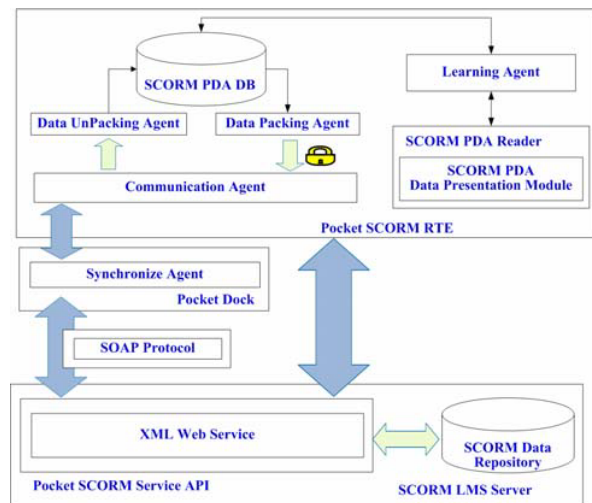 SCORM PDA DB
Learning Agent
Data UnPacking Agent
Data Packing Agent
SCORM PDA Reader
SCORM PDA
Data Presentation Module
Communication Agent
Pocket SCORM RTE
Synchronize Agent
Pocket Dock
SOAP Protocol
XML Web Service
SCORM Data
Repository
Pocket SCORM Service API
SCORM LMS Server